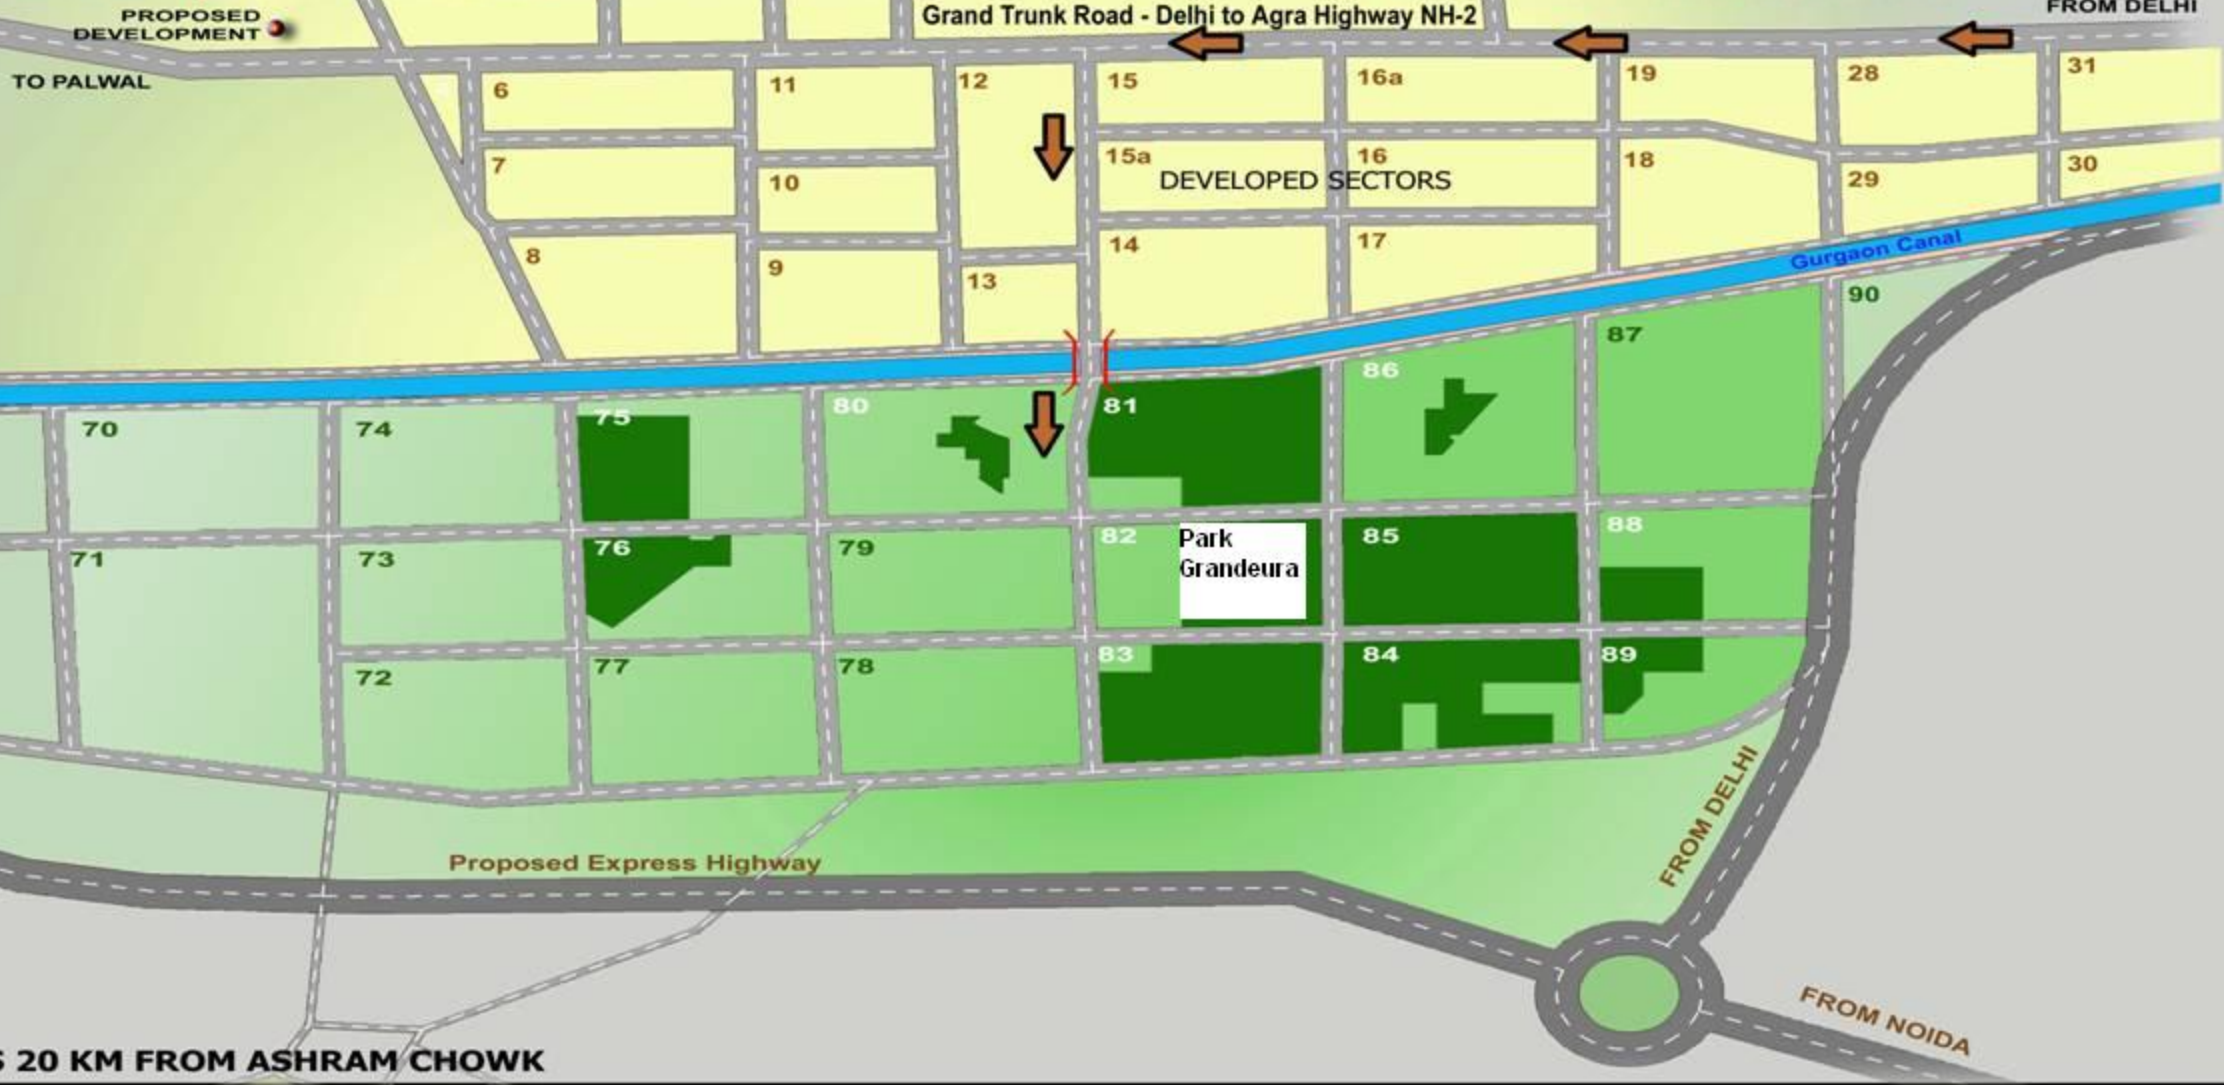 PROPOSED
DEVELOPMENT
Grand Trunk Road - Delhi to Agra Highway NH-2
FROM DELHI
TO PALWAL
6
11
12
15
16a
19
28
31
7
10
15a
16
18
29
30
DEVELOPED SECTORS
8
9
13
14
17
Gurgaon Canal
90
87
86
70
74
75
80
81
71
73
76
79
82
Park
Grandeura
85
88
72
77
78
83
84
89
FROM DELHI
Proposed Express Highway
FROM NOIDA
20 KM FROM ASHRAM CHOWK